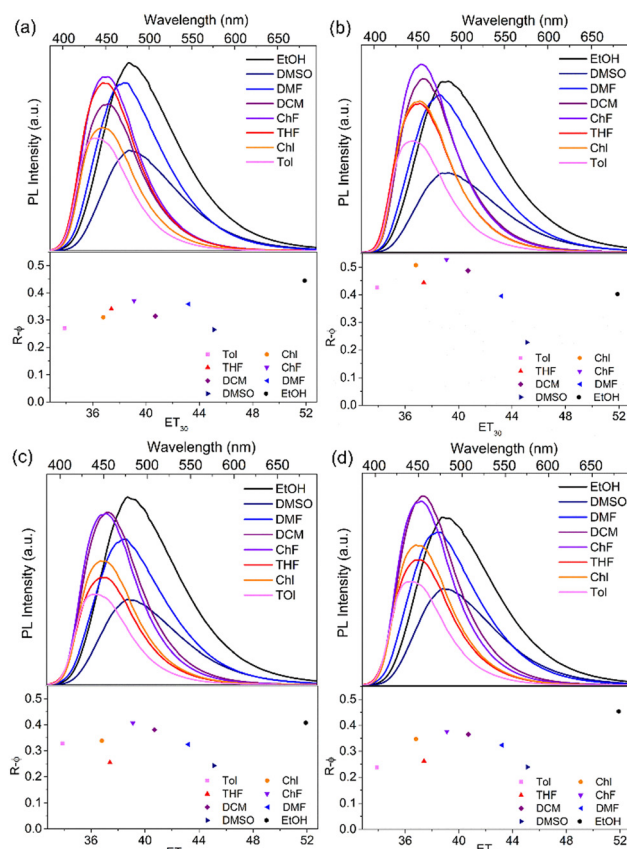 (a)
Wavelength (nm)
400 450 500 550 600 650
PL Intensity (a.u.)
EtOH
DMSO
DMF
DCM
ChF
THF
Chl
Tol
R-ϕ
0.5
0.4
0.3
0.2
0.1
0.0
Tol Chl
THF ChF
DCM DMF
DMSO EtOH
36 40 44 48 52
ET30
(b)
Wavelength (nm)
400 450 500 550 600 650
PL Intensity (a.u.)
EtOH
DMSO
DMF
DCM
ChF
THF
Chl
Tol
R-ϕ
0.5
0.4
0.3
0.2
0.1
0.0
Tol Chl
THF ChF
DCM DMF
DMSO EtOH
36 40 44 48 52
ET30
(c)
Wavelength (nm)
400 450 500 550 600 650
PL Intensity (a.u.)
EtOH
DMSO
DMF
DCM
ChF
THF
Chl
TOl
R-ϕ
0.5
0.4
0.3
0.2
0.1
0.0
Tol Chl
THF ChF
DCM DMF
DMSO EtOH
36 40 44 48 52
(d)
Wavelength (nm)
400 450 500 550 600 650
PL Intensity (a.u.)
EtOH
DMSO
DMF
DCM
ChF
THF
Chl
Tol
R-ϕ
0.5
0.4
0.3
0.2
0.1
0.0
Tol Chl
THF ChF
DCM DMF
DMSO EtOH
36 40 44 48 52